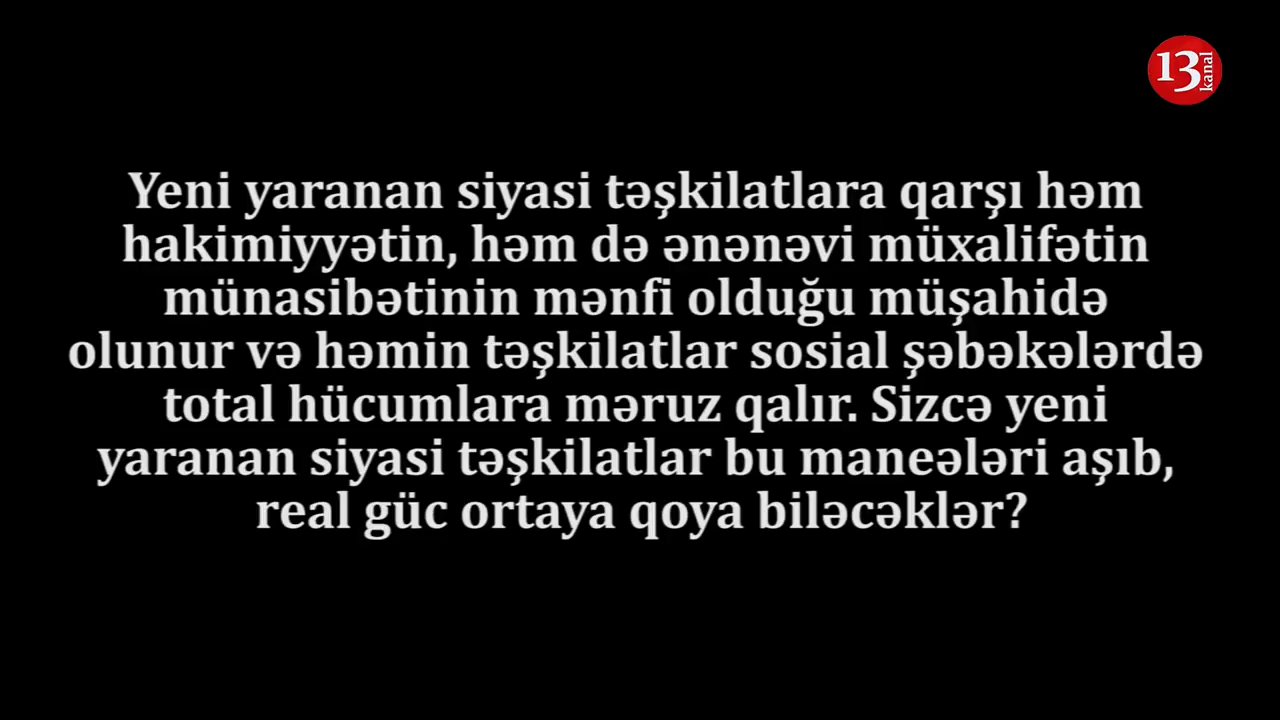 13 kanal
Yeni yaranan siyasi təşkilatlara qarşı həm
hakimiyyətin, həm də ənənəvi müxalifətin
münasibətinin mənfi olduğu müşahidə
olunur və həmin təşkilatlar sosial şəbəkələrdə
total hücumlara məruz qalır. Sizcə yeni
yaranan siyasi təşkilatlar bu maneələri aşıb,
real güc ortaya qoya biləcəklər?